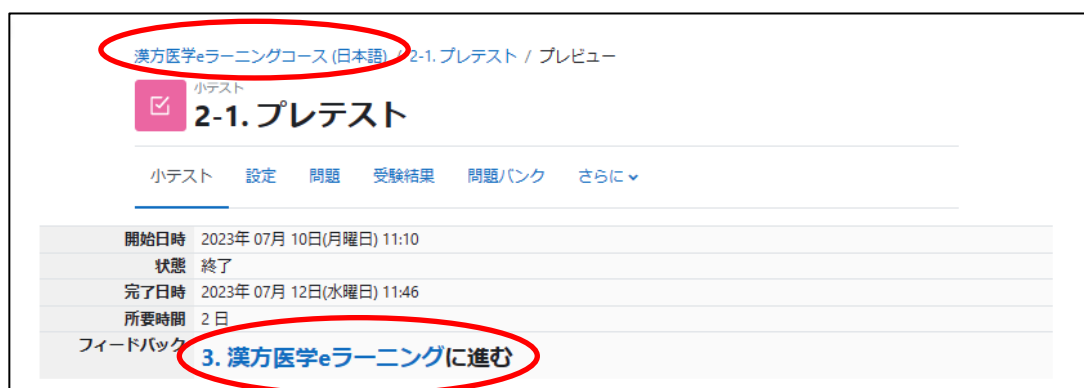 漢方医学eラーニングコース (日本語) / 2-1. プレテスト / プレビュー
小テスト
2-1. プレテスト
小テスト 設定 問題 受験結果 問題バンク さらに
開始日時 2023年 07月 10日(月曜日) 11:10
状態 終了
完了日時 2023年 07月 12日(水曜日) 11:46
所要時間 2 日
フィードバック 3. 漢方医学eラーニングに進む